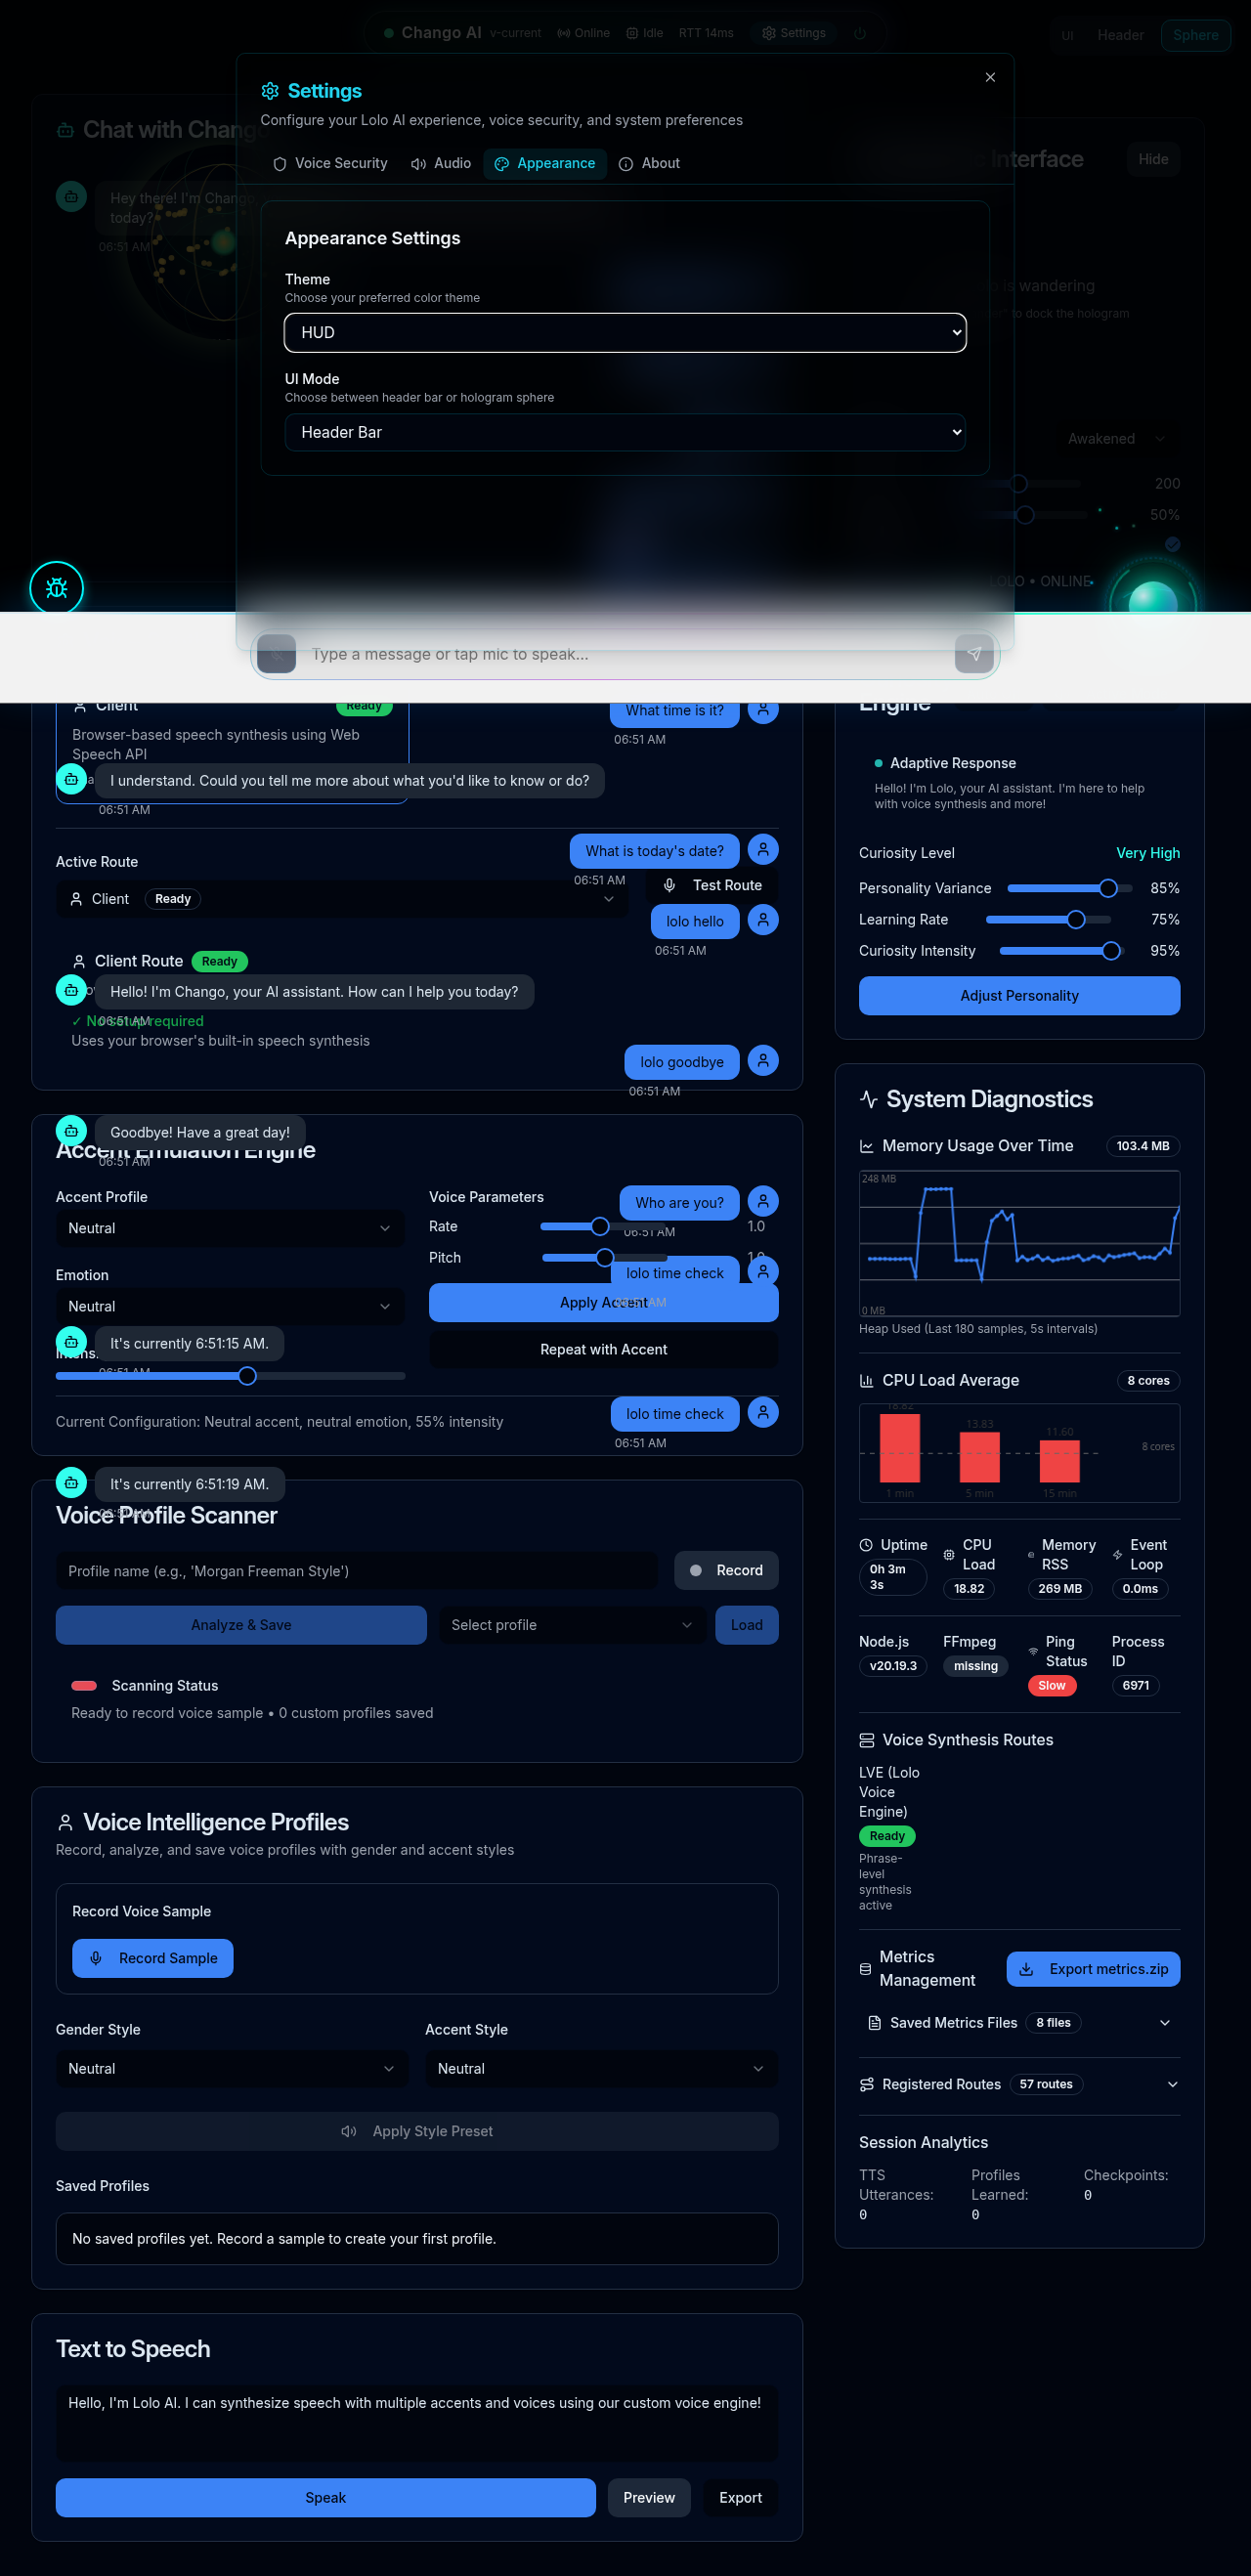 Chango AI v-current Online Idle RTT 14ms Settings
UI Header Sphere
Settings
Configure your Lolo AI experience, voice security, and system preferences
Voice Security Audio Appearance About
Appearance Settings
Theme
Choose your preferred color theme
HUD
UI Mode
Choose between header bar or hologram sphere
Header Bar
Chat with Chango
Hey there! I'm Chango,
today?
06:51 AM
Interface
Hide
is wandering
to dock the hologram
Awakened
200
50%
LOLO • ONLINE
Type a message or tap mic to speak...
Client
Ready
Browser-based speech synthesis using Web
Speech API
What time is it?
06:51 AM
I understand. Could you tell me more about what you'd like to know or do?
06:51 AM
What is today's date?
06:51 AM
Active Route
Client Ready
Test Route
lolo hello
06:51 AM
Client Route Ready
Hello! I'm Chango, your AI assistant. How can I help you today?
06:51 AM
✓ No setup required
Uses your browser's built-in speech synthesis
lolo goodbye
06:51 AM
Goodbye! Have a great day!
06:51 AM
Accent Emulation Engine
Accent Profile
Neutral
Emotion
Neutral
Voice Parameters
Rate 1.0
Pitch 1.0
Who are you?
06:51 AM
lolo time check
06:51 AM
Apply Accent
Repeat with Accent
It's currently 6:51:15 AM.
06:51 AM
Current Configuration: Neutral accent, neutral emotion, 55% intensity
lolo time check
06:51 AM
It's currently 6:51:19 AM.
06:51 AM
Voice Profile Scanner
Profile name (e.g., 'Morgan Freeman Style')
Record
Analyze & Save
Select profile
Load
Scanning Status
Ready to record voice sample • 0 custom profiles saved
Voice Intelligence Profiles
Record, analyze, and save voice profiles with gender and accent styles
Record Voice Sample
Record Sample
Gender Style
Neutral
Accent Style
Neutral
Apply Style Preset
Saved Profiles
No saved profiles yet. Record a sample to create your first profile.
Text to Speech
Hello, I'm Lolo AI. I can synthesize speech with multiple accents and voices using our custom voice engine!
Speak
Preview
Export
Engine
Adaptive Response
Hello! I'm Lolo, your AI assistant. I'm here to help
with voice synthesis and more!
Curiosity Level Very High
Personality Variance 85%
Learning Rate 75%
Curiosity Intensity 95%
Adjust Personality
System Diagnostics
Memory Usage Over Time 103.4 MB
248 MB
0 MB
Heap Used (Last 180 samples, 5s intervals)
CPU Load Average 8 cores
18.82
13.83
11.60
8 cores
1 min 5 min 15 min
Uptime
0h 3m
3s
CPU
Load
18.82
Memory
RSS
269 MB
Event
Loop
0.0ms
Node.js
v20.19.3
FFmpeg
missing
Ping
Status
Slow
Process
ID
6971
Voice Synthesis Routes
LVE (Lolo
Voice
Engine)
Ready
Phrase-
level
synthesis
active
Metrics
Management
Export metrics.zip
Saved Metrics Files 8 files
Registered Routes 57 routes
Session Analytics
TTS
Utterances:
0
Profiles
Learned:
0
Checkpoints:
0